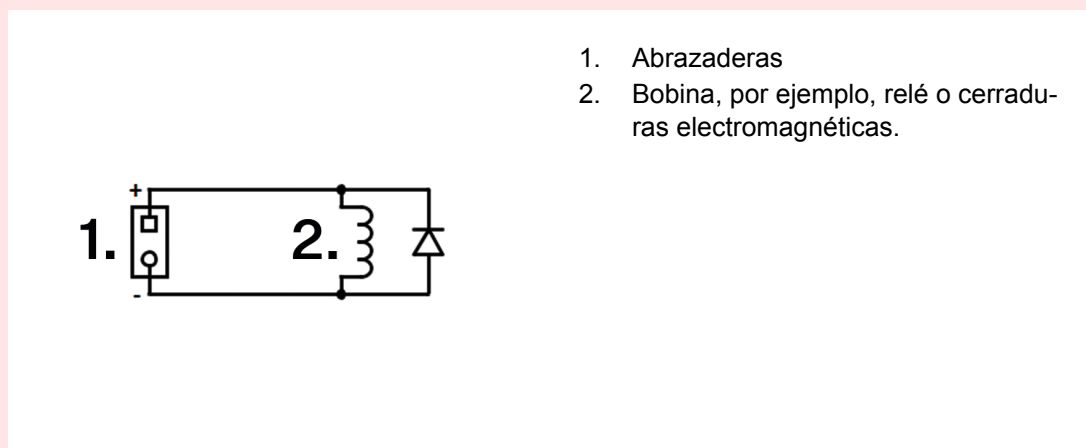 1. Abrazaderas
2. Bobina, por ejemplo, relé o cerradu-
ras electromagnéticas.
+
1.
2.
-